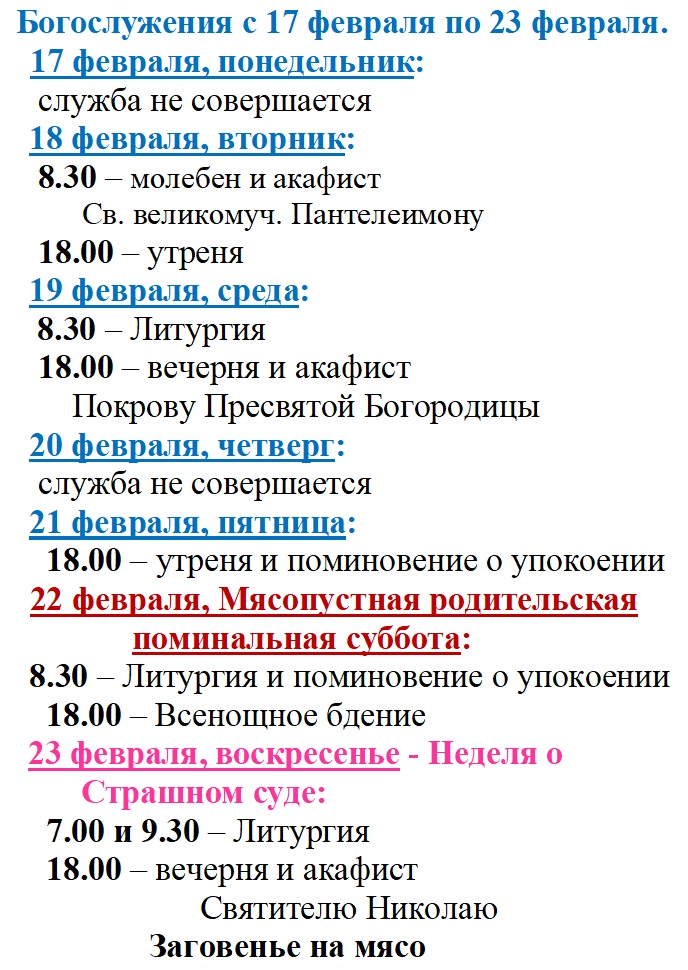 Богослужения с 17 февраля по 23 февраля.
17 февраля, понедельник:
служба не совершается
18 февраля, вторник:
8.30 – молебен и акафист
Св. великомуч. Пантелеимону
18.00 – утреня
19 февраля, среда:
8.30 – Литургия
18.00 – вечерня и акафист
Покрову Пресвятой Богородицы
20 февраля, четверг:
служба не совершается
21 февраля, пятница:
18.00 – утреня и поминовение о упокоении
22 февраля, Мясопустная родительская
поминальная суббота:
8.30 – Литургия и поминовение о упокоении
18.00 – Всенощное бдение
23 февраля, воскресенье - Неделя о
Страшном суде:
7.00 и 9.30 – Литургия
18.00 – вечерня и акафист
Святителю Николаю
Заговенье на мясо